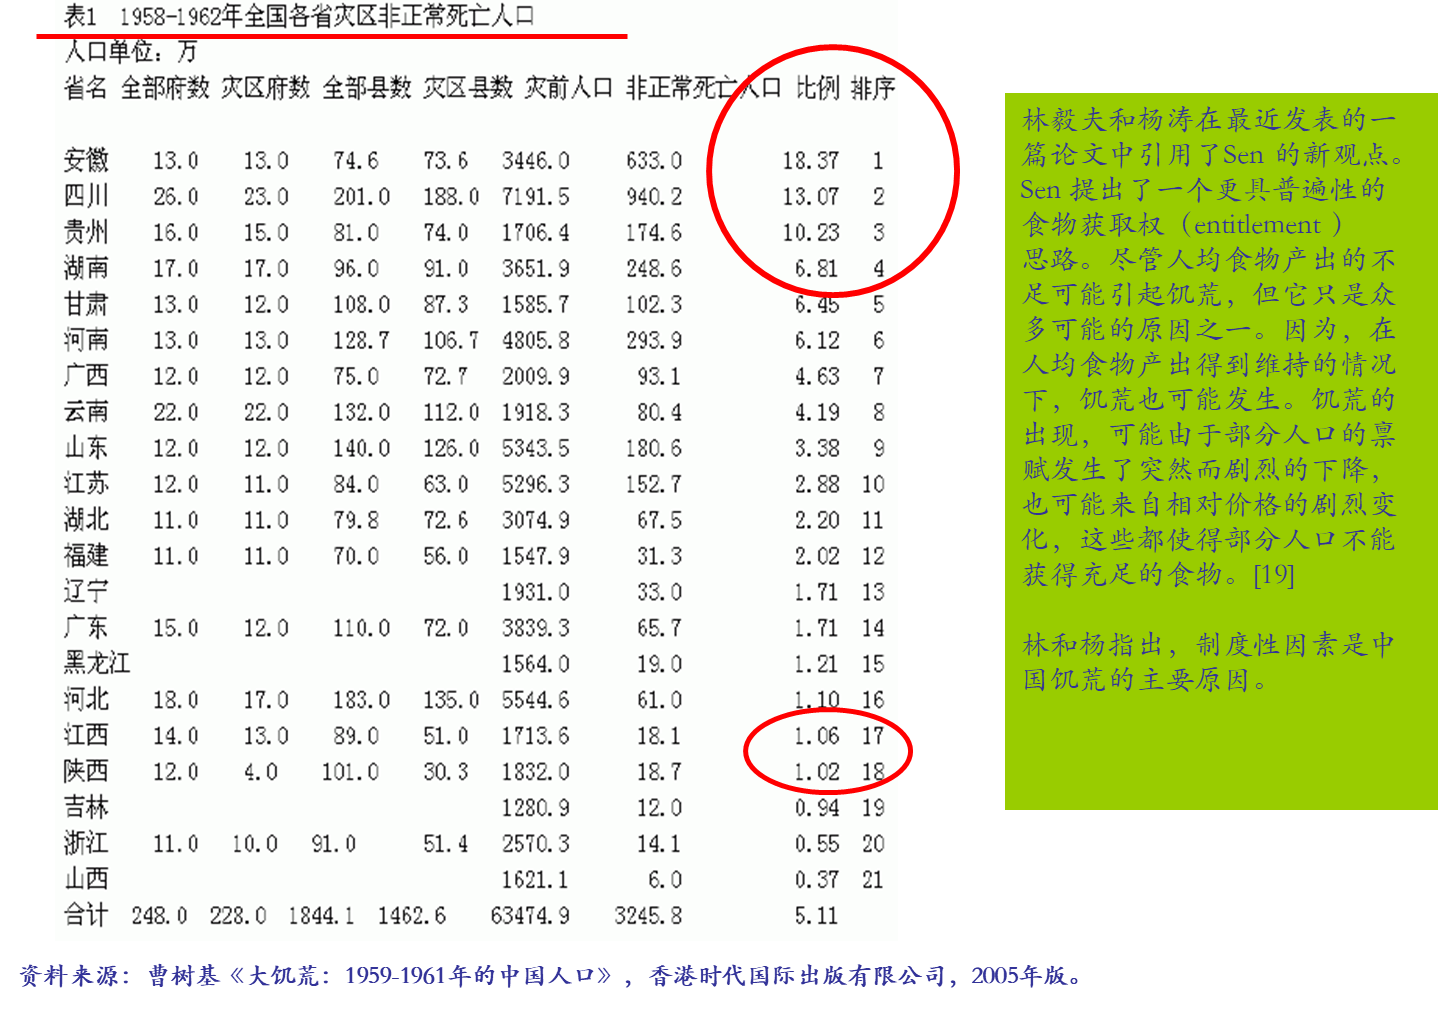 表1 1958-1962年全国各省灾区非正常死亡人口
人口单位：万
省名 全部府数 灾区府数 全部县数 灾区县数 灾前人口 非正常死亡人口 比例 排序
安徽 13.0 13.0 74.6 73.6 3446.0 633.0 18.37 1
四川 26.0 23.0 201.0 188.0 7191.5 940.2 13.07 2
贵州 16.0 15.0 81.0 74.0 1706.4 174.6 10.23 3
湖南 17.0 17.0 96.0 91.0 3651.9 248.6 6.81 4
甘肃 13.0 12.0 108.0 87.3 1585.7 102.3 6.45 5
河南 13.0 13.0 128.7 106.7 4805.8 293.9 6.12 6
广西 12.0 12.0 75.0 72.7 2009.9 93.1 4.63 7
云南 22.0 22.0 132.0 112.0 1918.3 80.4 4.19 8
山东 12.0 12.0 140.0 126.0 5343.5 180.6 3.38 9
江苏 12.0 11.0 84.0 63.0 5296.3 152.7 2.88 10
湖北 11.0 11.0 79.8 72.6 3074.9 67.5 2.20 11
福建 11.0 11.0 70.0 56.0 1547.9 31.3 2.02 12
辽宁 1931.0 33.0 1.71 13
广东 15.0 12.0 110.0 72.0 3839.3 65.7 1.71 14
黑龙江 1564.0 19.0 1.21 15
河北 18.0 17.0 183.0 135.0 5544.6 61.0 1.10 16
江西 14.0 13.0 89.0 51.0 1713.6 18.1 1.06 17
陕西 12.0 4.0 101.0 30.3 1832.0 18.7 1.02 18
吉林 1280.9 12.0 0.94 19
浙江 11.0 10.0 91.0 51.4 2570.3 14.1 0.55 20
山西 1621.1 6.0 0.37 21
合计 248.0 228.0 1844.1 1462.6 63474.9 3245.8 5.11
林毅夫和杨涛在最近发表的一
篇论文中引用了Sen 的新观点。
Sen 提出了一个更具普遍性的
食物获取权（entitlement ）
思路。尽管人均食物产出的不
足可能引起饥荒，但它只是众
多可能的原因之一。因为，在
人均食物产出得到维持的情况
下，饥荒也可能发生。饥荒的
出现，可能由于部分人口的禀
赋发生了突然而剧烈的下降，
也可能来自相对价格的剧烈变
化，这些都使得部分人口不能
获得充足的食物。[19]
林和杨指出，制度性因素是中
国饥荒的主要原因。
资料来源：曹树基《大饥荒：1959-1961年的中国人口》，香港时代国际出版有限公司，2005年版。